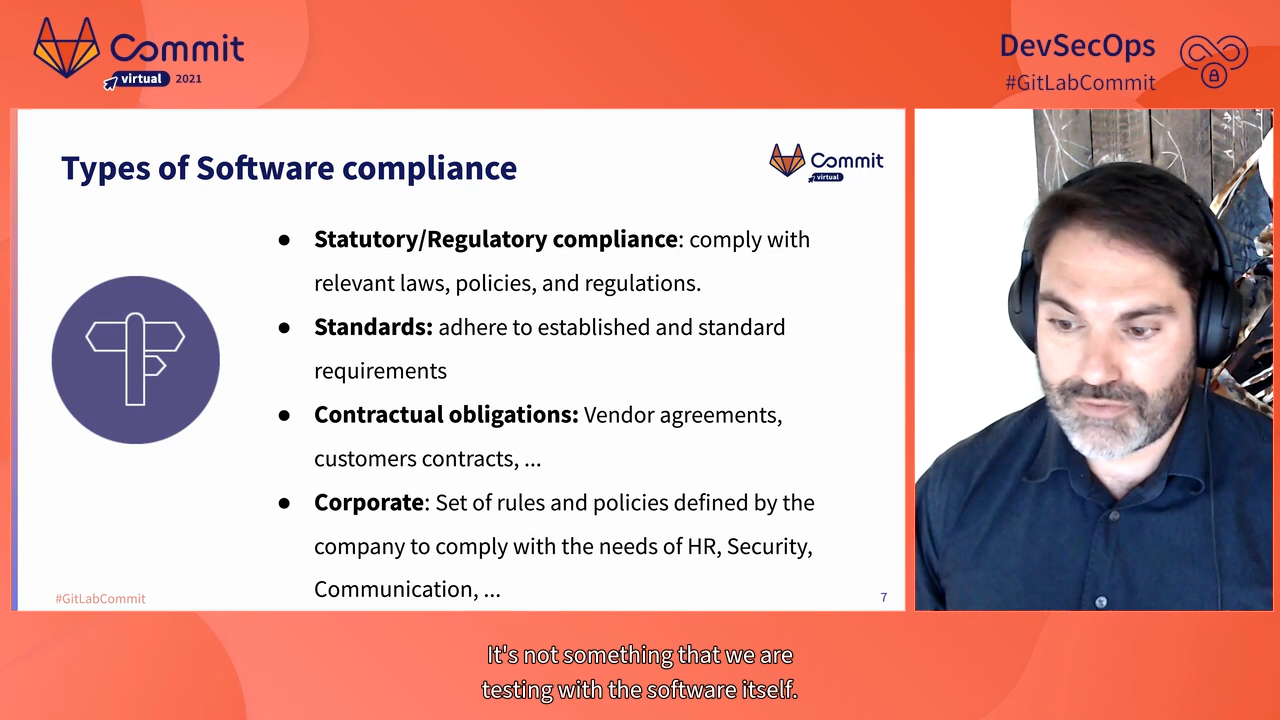 Commit
virtual 2021
DevSecOps
#GitLabCommit
Types of Software compliance
Commit
virtual
● Statutory/Regulatory compliance: comply with
relevant laws, policies, and regulations.
● Standards: adhere to established and standard
requirements
● Contractual obligations: Vendor agreements,
customers contracts, ...
● Corporate: Set of rules and policies defined by the
company to comply with the needs of HR, Security,
Communication, ...
#GitLabCommit
7
It's not something that we are
testing with the software itself.